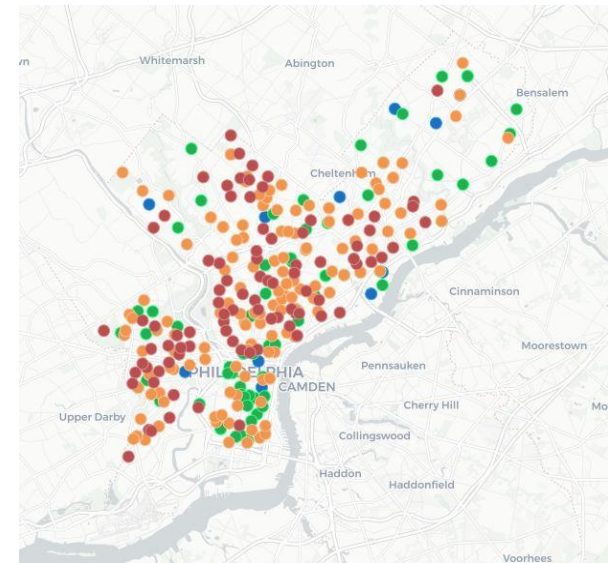 Whitemarsh
Abington
Bensalem
Cheltenham
Cinnaminson
Moorestown
Pennsauken
PHILADELPHIA
CAMDEN
Cherry Hill
Upper Darby
Collingswood
Haddon
Haddonfield
Voorhees